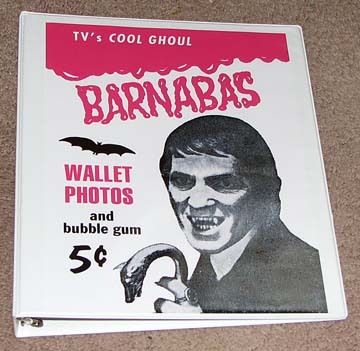 TV's COOL GHOUL
BARNABAS
WALLET
PHOTOS
and
bubble gum
5¢